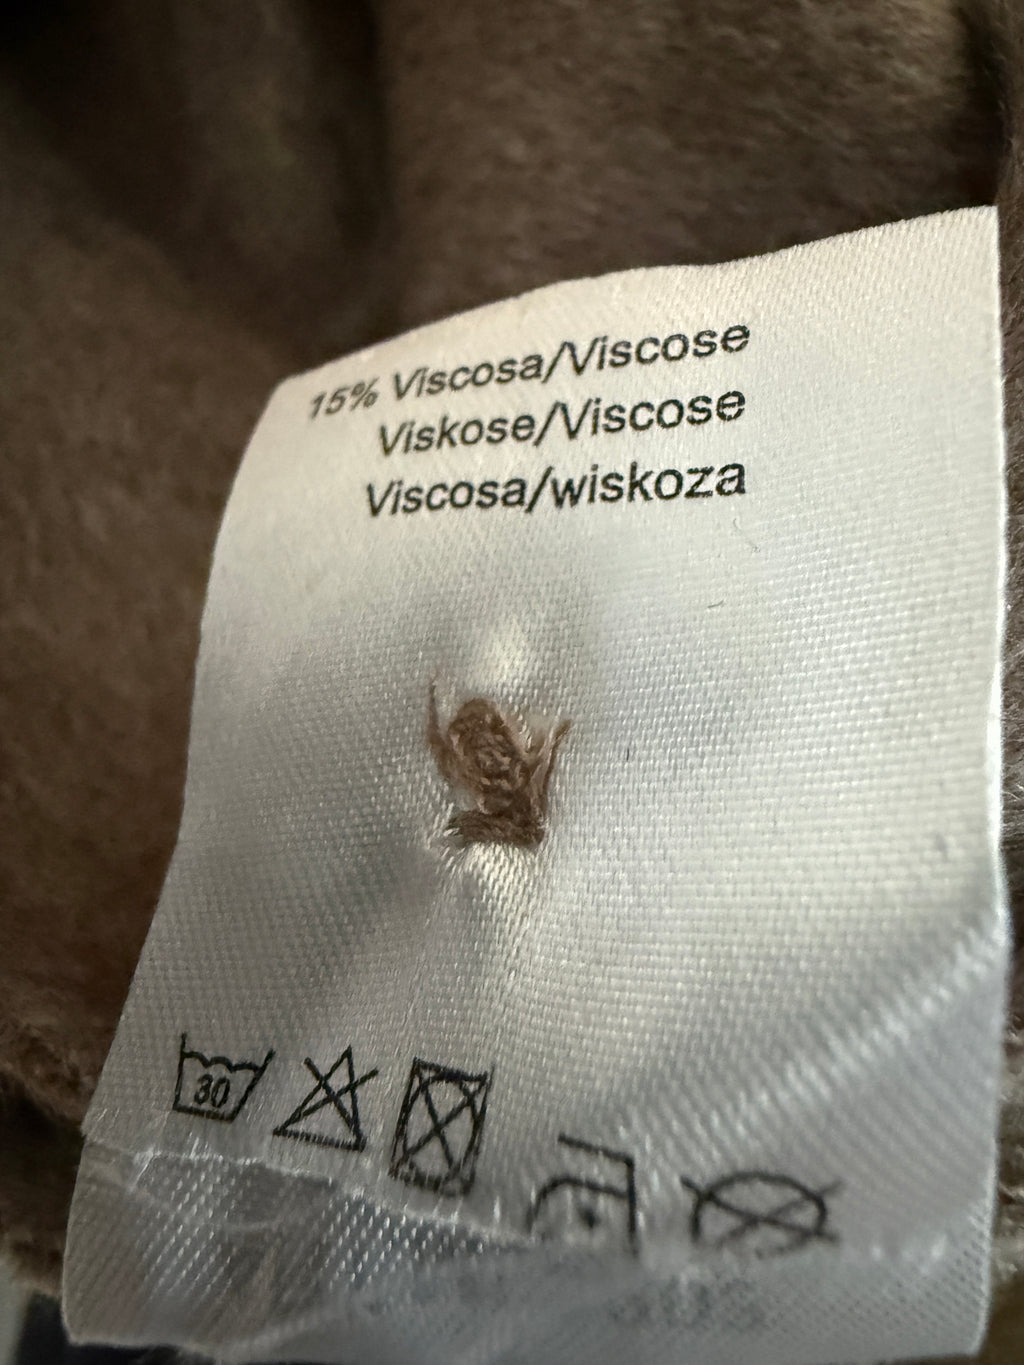 15% Viscosa/Viscose
Viskose/Viscose
Viscosa/wiskoza
30